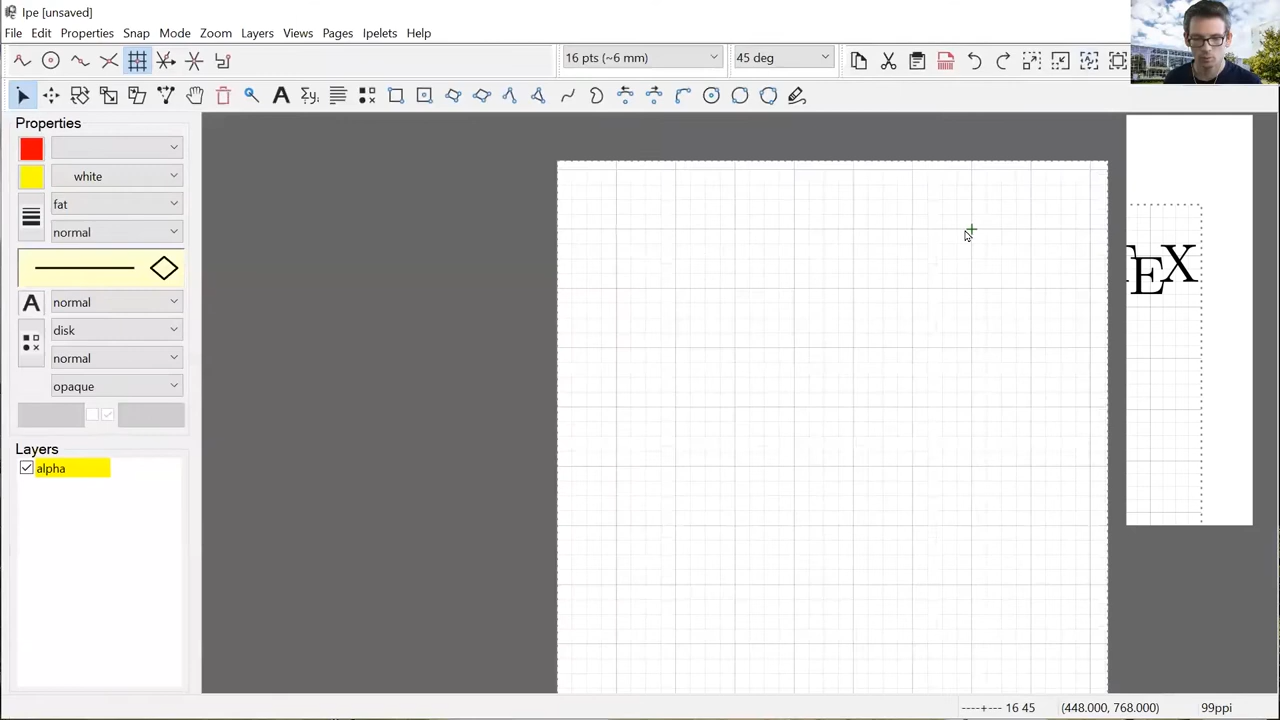 Ipe [unsaved]
File Edit Properties Snap Mode Zoom Layers Views Pages Ipelets Help
16 pts (~6 mm) 45 deg
Properties
white
fat
normal
A normal
disk
normal
opaque
Layers
alpha
EX
----+--- 16 45 (448.000, 768.000) 99ppi